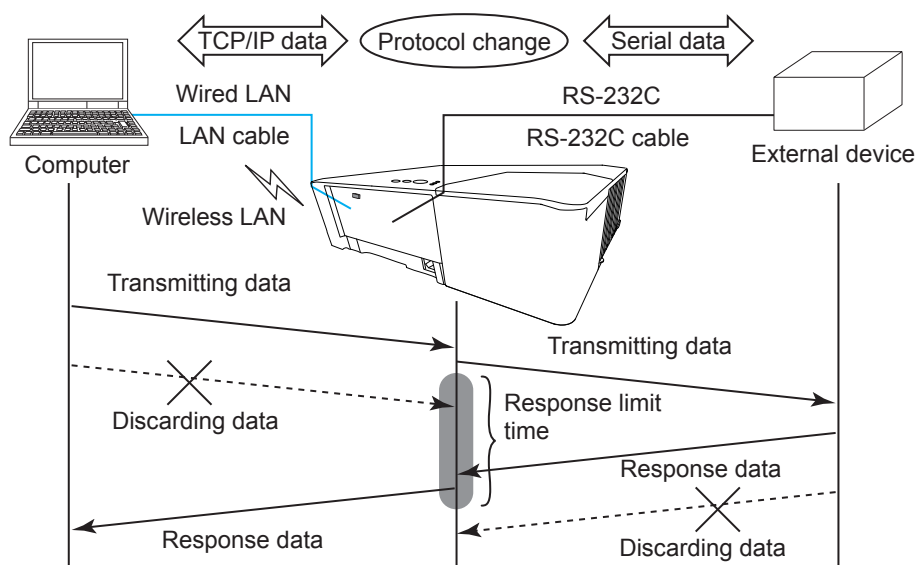 TCP/IP data
Protocol change
Serial data
Wired LAN
RS-232C
LAN cable
RS-232C cable
Computer
External device
Wireless LAN
Transmitting data
Transmitting data
Discarding data
Response limit
time
Response data
Response data
Discarding data